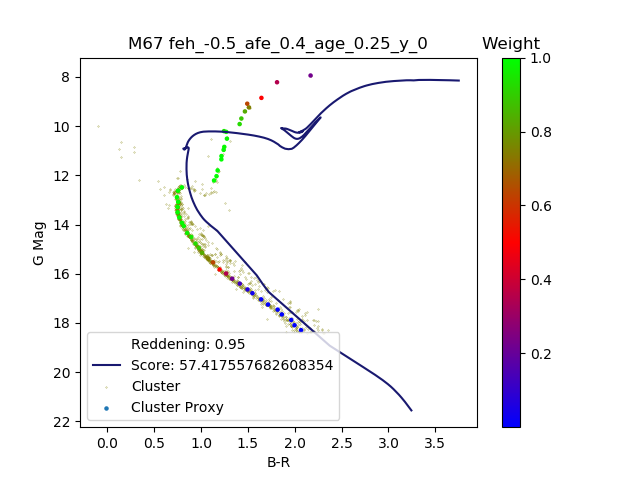 M67 feh_-0.5_afe_0.4_age_0.25_y_0
Weight
8
10
12
14
16
18
20
22
G Mag
0.0 0.5 1.0 1.5 2.0 2.5 3.0 3.5
B-R
Reddening: 0.95
Score: 57.417557682608354
Cluster
Cluster Proxy
1.0
0.8
0.6
0.4
0.2